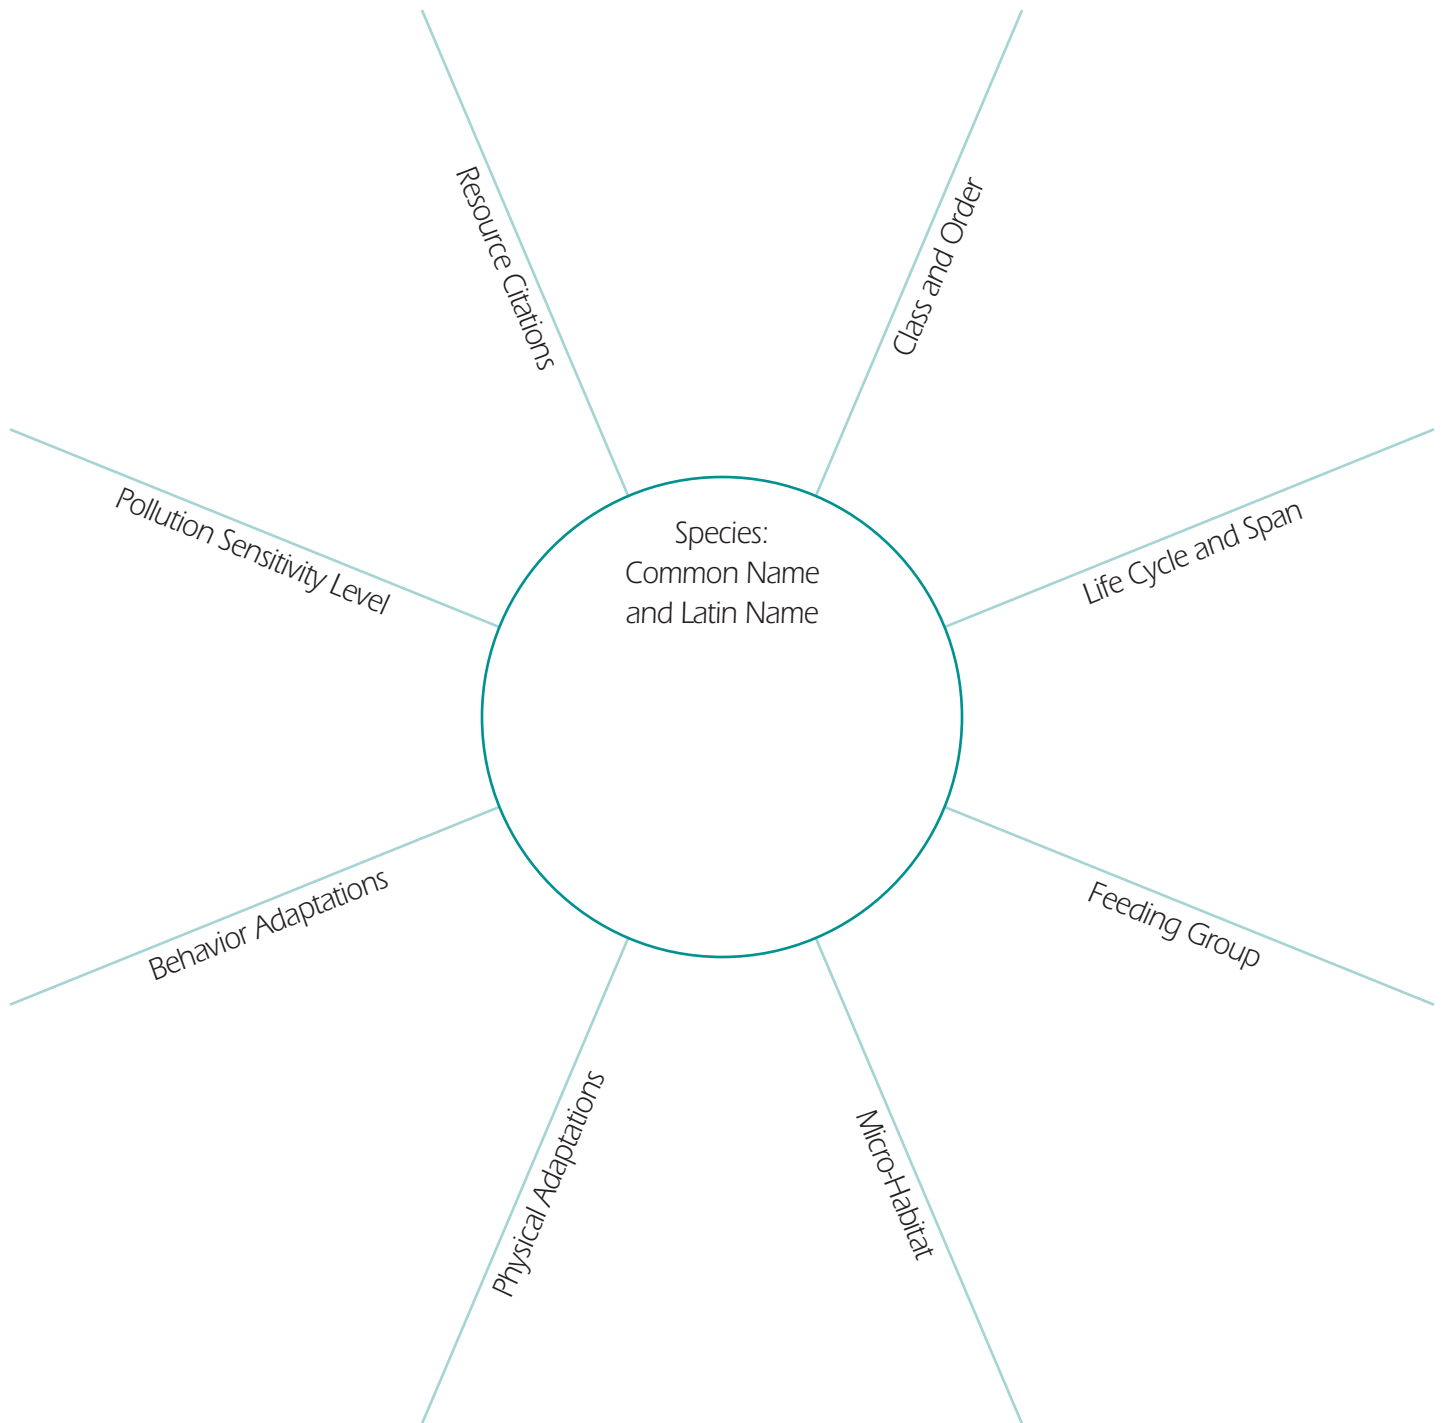 Species:
Common Name
and Latin Name
Class and Order
Life Cycle and Span
Feeding Group
Micro-Habitat
Physical Adaptations
Behavior Adaptations
Pollution Sensitivity Level
Resource Citations